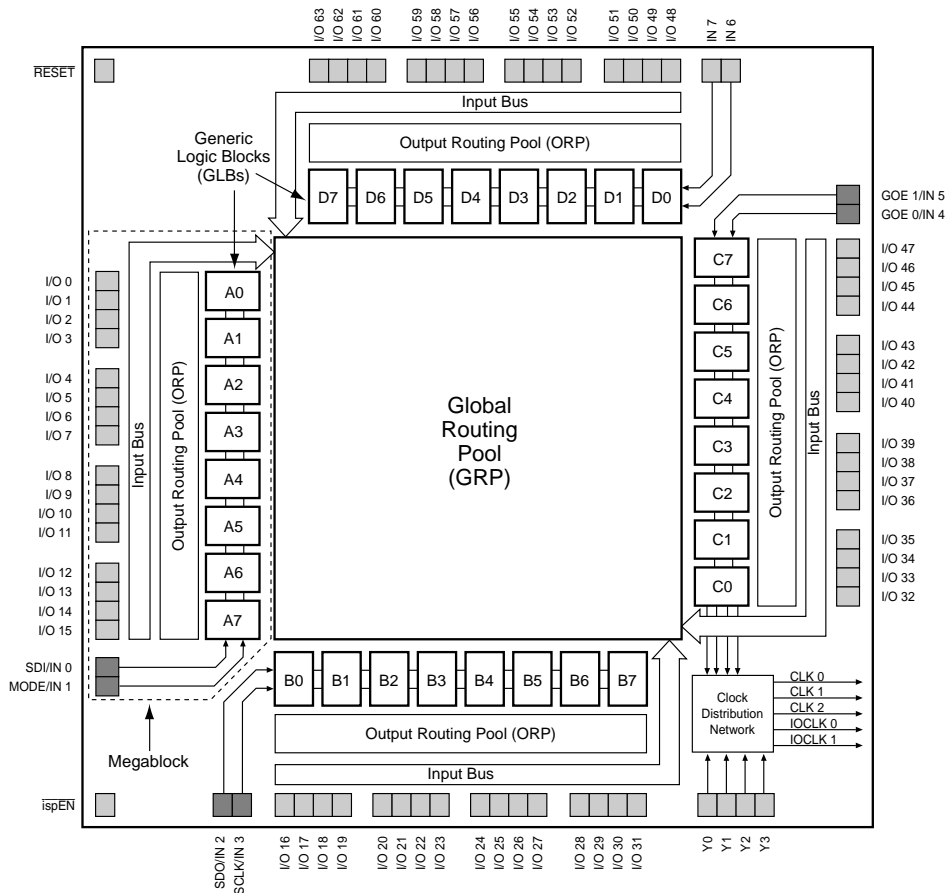 I/O 63
I/O 62
I/O 61
I/O 60
I/O 59
I/O 58
I/O 57
I/O 56
I/O 55
I/O 54
I/O 53
I/O 52
I/O 51
I/O 50
I/O 49
I/O 48
IN 7
IN 6
RESET
Input Bus
Output Routing Pool (ORP)
Generic
Logic Blocks
(GLBs)
D7
D6
D5
D4
D3
D2
D1
D0
GOE 1/IN 5
GOE 0/IN 4
I/O 0
I/O 1
I/O 2
I/O 3
I/O 4
I/O 5
I/O 6
I/O 7
I/O 8
I/O 9
I/O 10
I/O 11
I/O 12
I/O 13
I/O 14
I/O 15
Input Bus
Output Routing Pool (ORP)
A0
A1
A2
A3
A4
A5
A6
A7
Global
Routing
Pool
(GRP)
C7
C6
C5
C4
C3
C2
C1
C0
Output Routing Pool (ORP)
Input Bus
I/O 47
I/O 46
I/O 45
I/O 44
I/O 43
I/O 42
I/O 41
I/O 40
I/O 39
I/O 38
I/O 37
I/O 36
I/O 35
I/O 34
I/O 33
I/O 32
SDI/IN 0
MODE/IN 1
B0
B1
B2
B3
B4
B5
B6
B7
Output Routing Pool (ORP)
Input Bus
Megablock
Clock
Distribution
Network
CLK 0
CLK 1
CLK 2
IOCLK 0
IOCLK 1
ispEN
SDO/IN 2
SCLK/IN 3
I/O 16
I/O 17
I/O 18
I/O 19
I/O 20
I/O 21
I/O 22
I/O 23
I/O 24
I/O 25
I/O 26
I/O 27
I/O 28
I/O 29
I/O 30
I/O 31
Y0
Y1
Y2
Y3